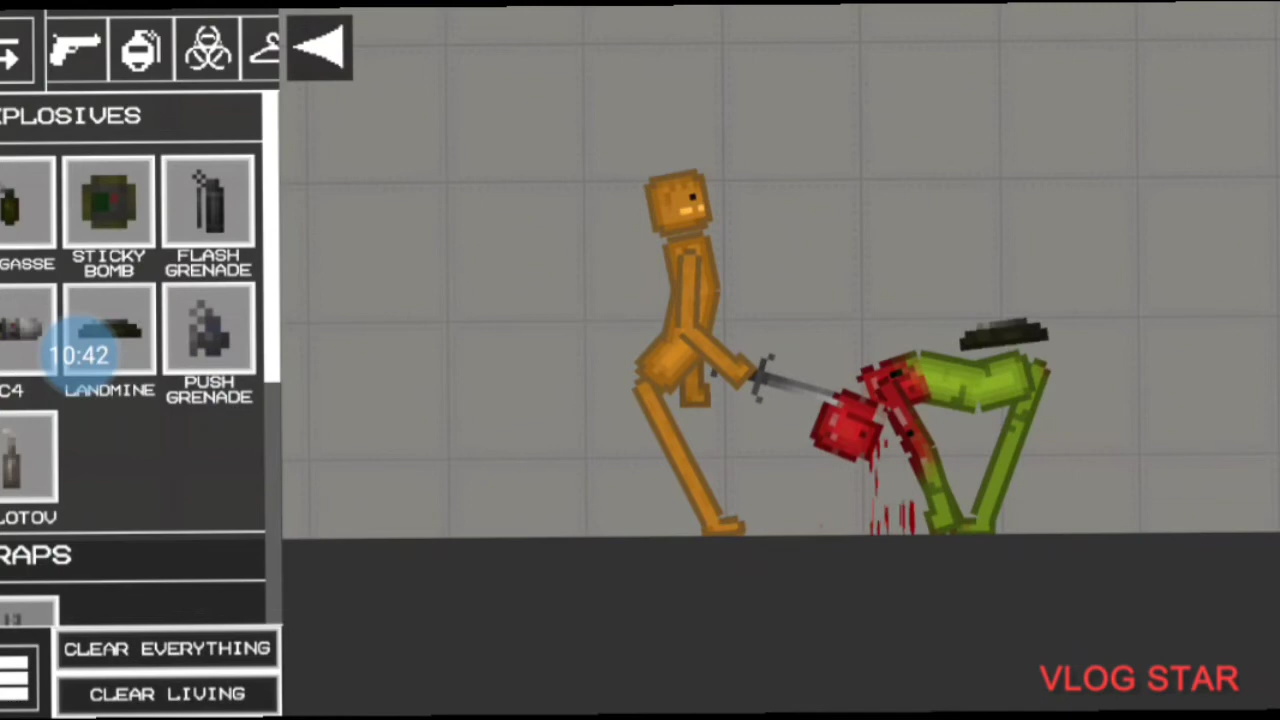 XPLOSIVES
GASSE
STICKY
BOMB
FLASH
GRENADE
10:42
C4
LANDMINE
PUSH
GRENADE
LOTOV
RAPS
CLEAR EVERYTHING
CLEAR LIVING
VLOG STAR